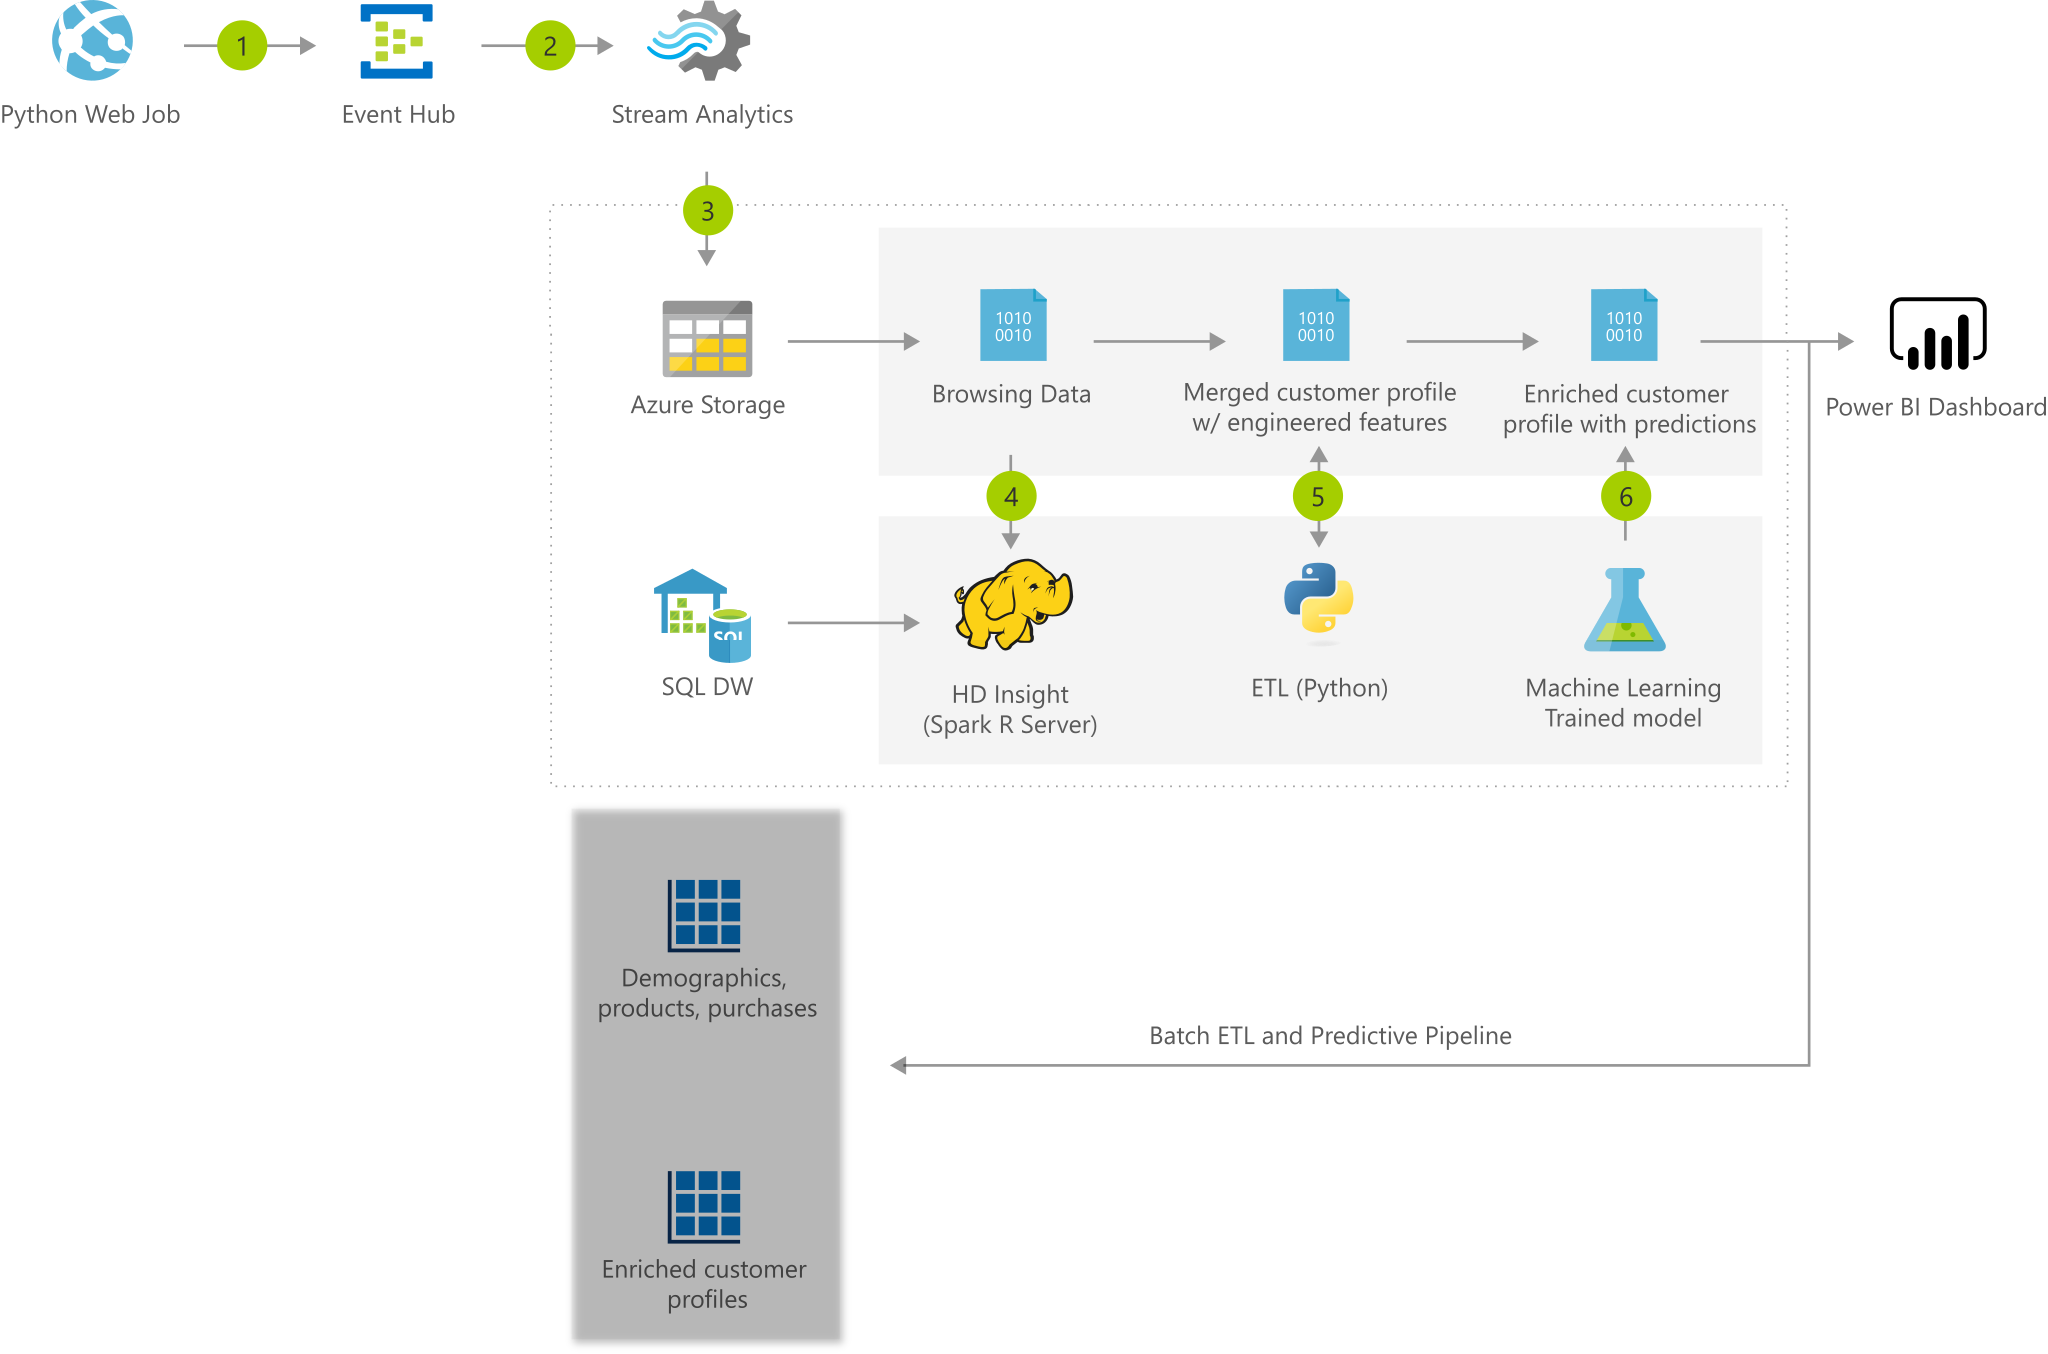 1
2
Python Web Job
Event Hub
Stream Analytics
3
1010
0010
1010
0010
1010
0010
Azure Storage
Browsing Data
Merged customer profile
w/ engineered features
Enriched customer
profile with predictions
Power BI Dashboard
4
5
6
SQL
SQL DW
HD Insight
(Spark R Server)
ETL (Python)
Machine Learning
Trained model
Demographics,
products, purchases
Batch ETL and Predictive Pipeline
Enriched customer
profiles